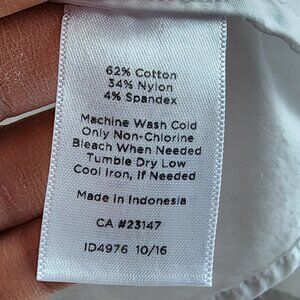 62% Cotton
34% Nylon
4% Spandex
Machine Wash Cold
Only Non-Chlorine
Bleach When Needed
Tumble Dry Low
Cool Iron, If Needed
Made in Indonesia
CA #23147
ID4976 10/16